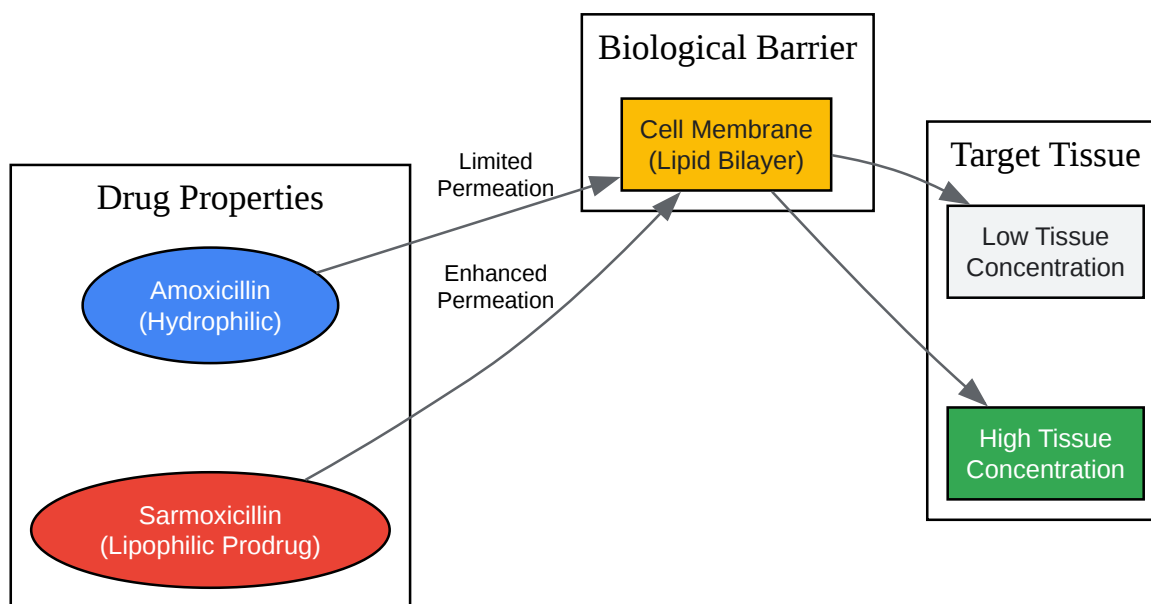 Drug Properties
Amoxicillin
(Hydrophilic)
Sarmoxicillin
(Lipophilic Prodrug)
Limited
Permeation
Enhanced
Permeation
Biological Barrier
Cell Membrane
(Lipid Bilayer)
Target Tissue
Low Tissue
Concentration
High Tissue
Concentration